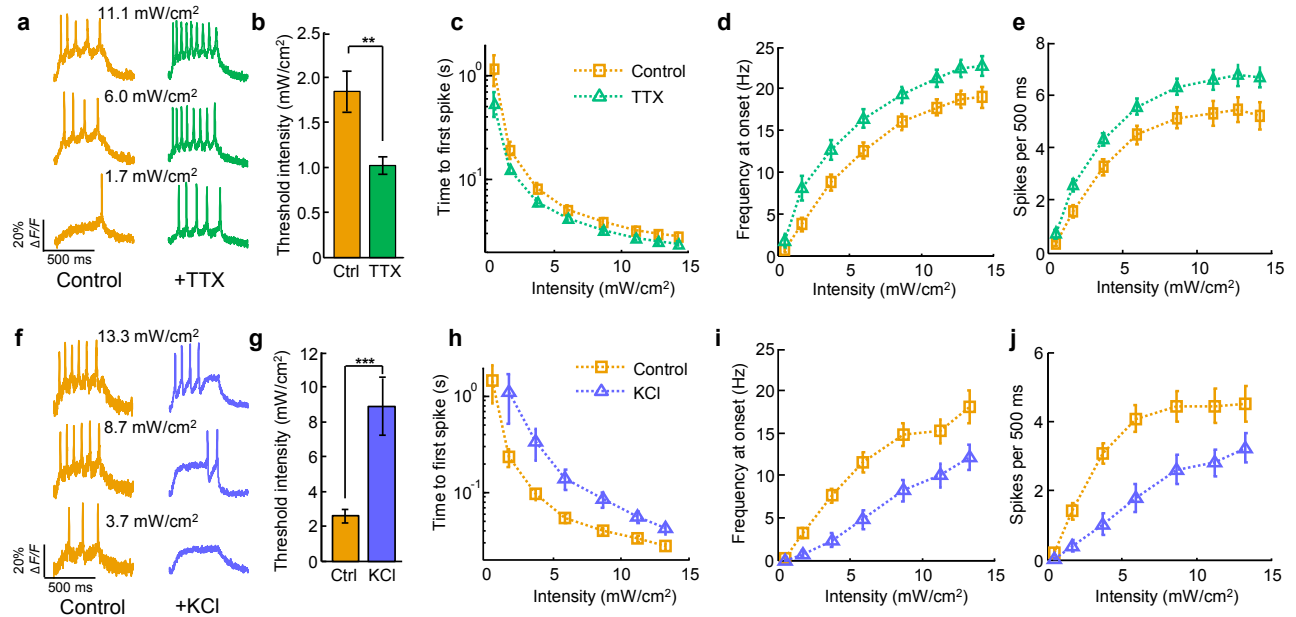 a
11.1 mW/cm²
6.0 mW/cm²
1.7 mW/cm²
20%
ΔF/F
500 ms
Control
+TTX
b
Threshold intensity (mW/cm²)
3.0
2.5
2.0
1.5
1.0
0.5
0
**
Ctrl
TTX
c
Time to first spike (s)
10⁰
10⁻¹
Control
TTX
0
5
10
15
Intensity (mW/cm²)
d
Frequency at onset (Hz)
25
20
15
10
5
0
0
5
10
15
Intensity (mW/cm²)
e
Spikes per 500 ms
8
6
4
2
0
0
5
10
15
Intensity (mW/cm²)
f
13.3 mW/cm²
8.7 mW/cm²
3.7 mW/cm²
20%
ΔF/F
500 ms
Control
+KCl
g
Threshold intensity (mW/cm²)
12
10
8
6
4
2
0
***
Ctrl
KCl
h
Time to first spike (s)
10⁰
10⁻¹
Control
KCl
0
5
10
15
Intensity (mW/cm²)
i
Frequency at onset (Hz)
25
20
15
10
5
0
0
5
10
15
Intensity (mW/cm²)
j
Spikes per 500 ms
8
6
4
2
0
0
5
10
15
Intensity (mW/cm²)